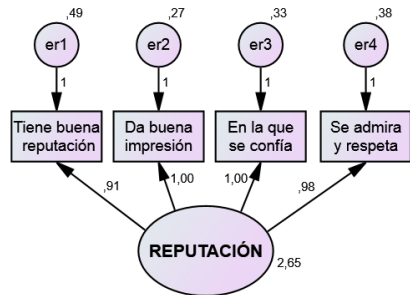 ,49
,27
,33
,38
er1
er2
er3
er4
1
1
1
1
Tiene buena
reputación
Da buena
impresión
En la que
se confía
Se admira
y respeta
,91
1,00
1,00
,98
REPUTACIÓN
2,65